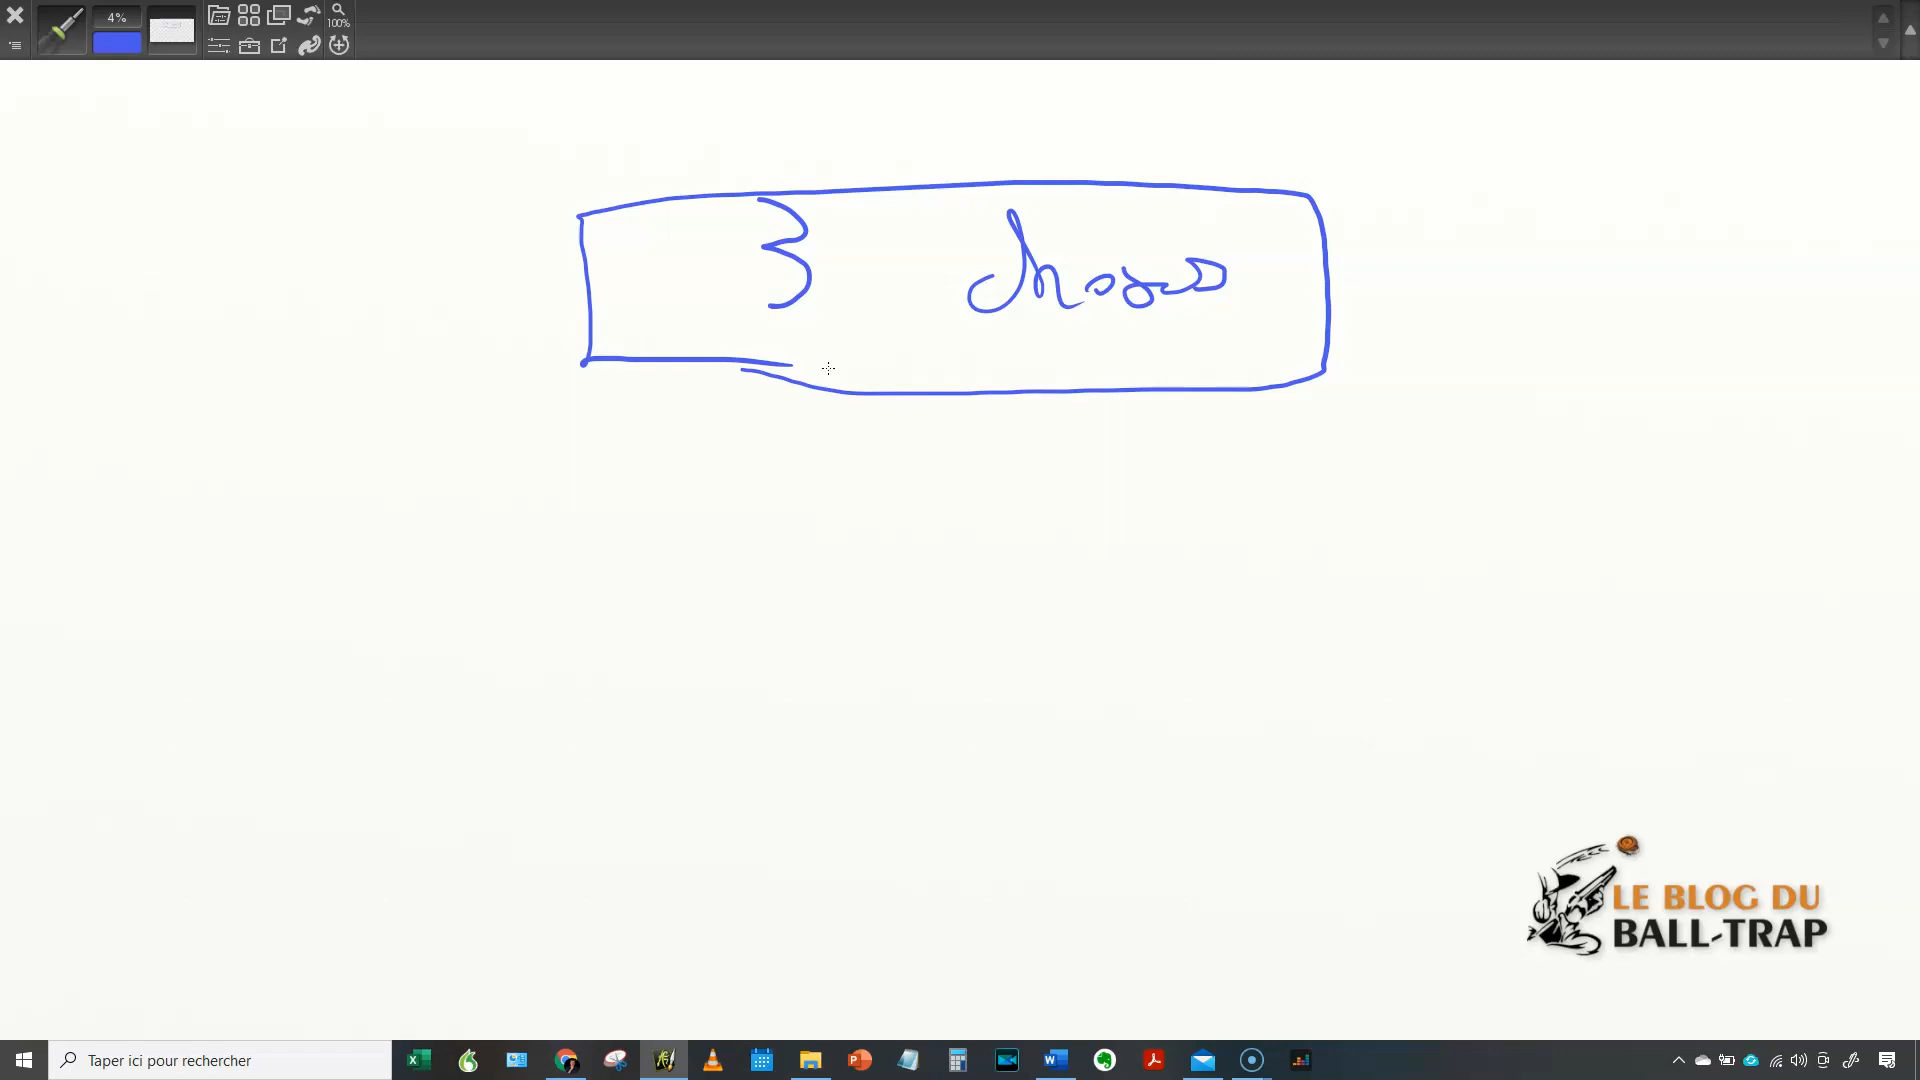 4%
100%
3 choses
LE BLOG DU
BALL-TRAP
Taper ici pour rechercher